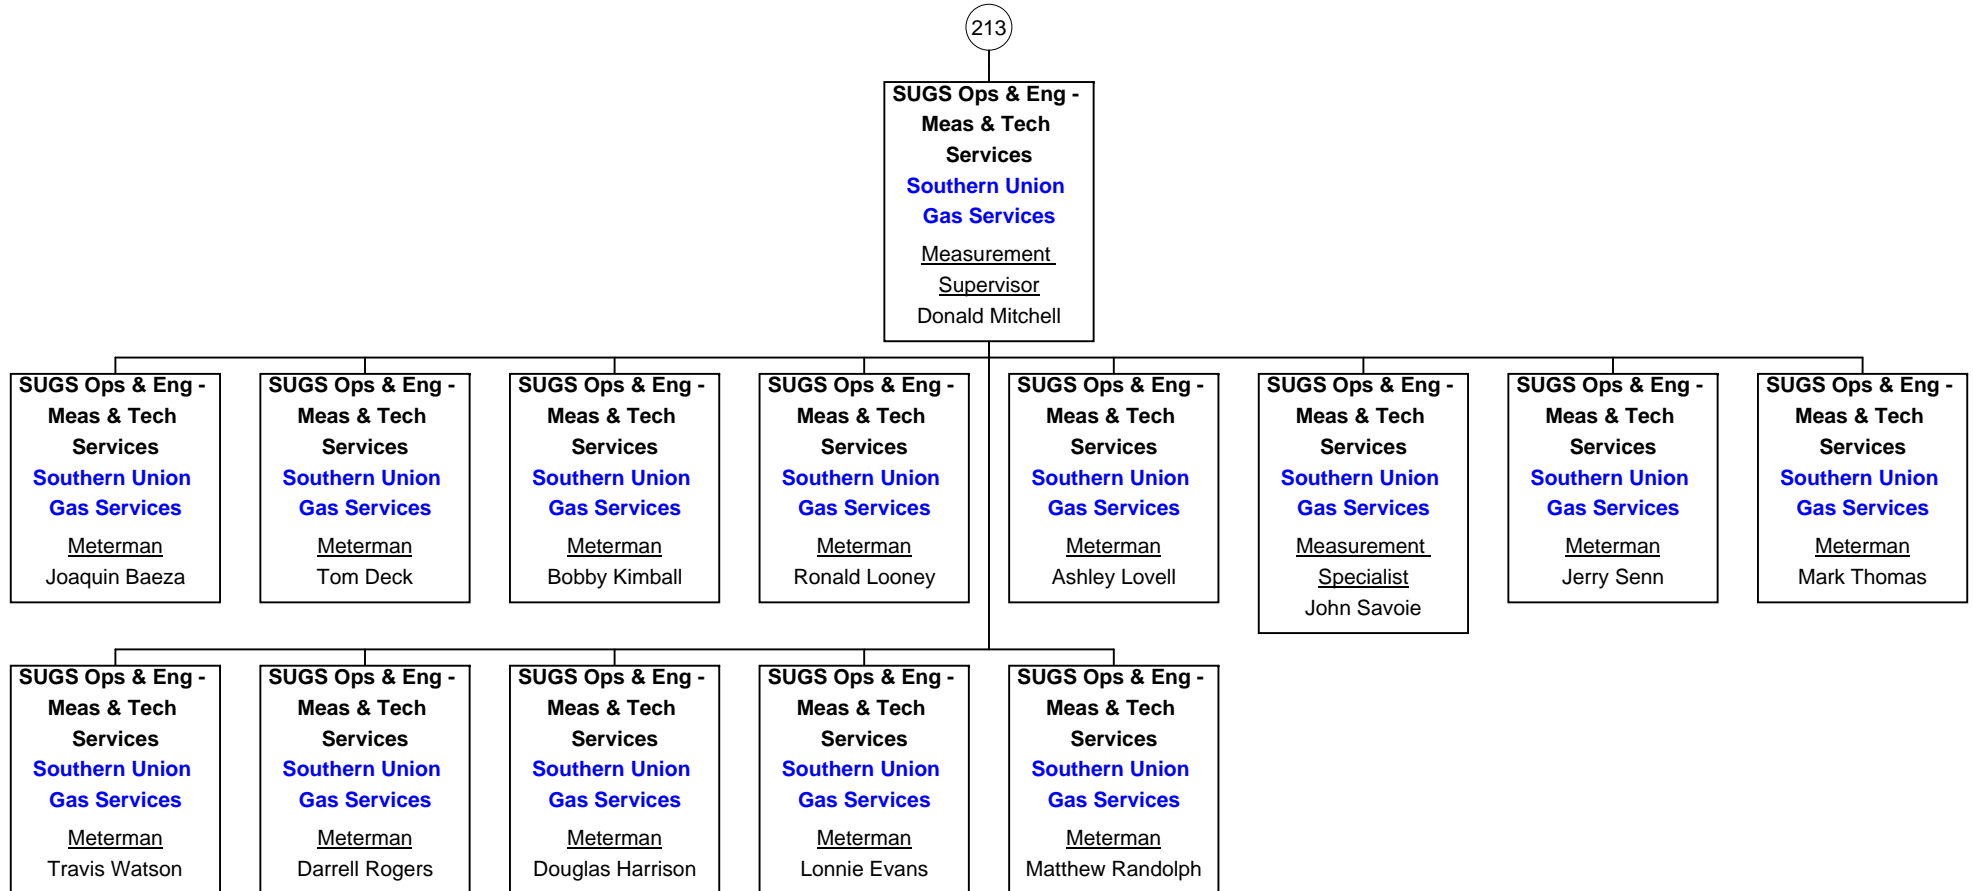 213
SUGS Ops & Eng -
Meas & Tech
Services
Southern Union
Gas Services
Measurement
Supervisor
Donald Mitchell
SUGS Ops & Eng -
Meas & Tech
Services
Southern Union
Gas Services
Meterman
Joaquin Baeza
SUGS Ops & Eng -
Meas & Tech
Services
Southern Union
Gas Services
Meterman
Tom Deck
SUGS Ops & Eng -
Meas & Tech
Services
Southern Union
Gas Services
Meterman
Bobby Kimball
SUGS Ops & Eng -
Meas & Tech
Services
Southern Union
Gas Services
Meterman
Ronald Looney
SUGS Ops & Eng -
Meas & Tech
Services
Southern Union
Gas Services
Meterman
Ashley Lovell
SUGS Ops & Eng -
Meas & Tech
Services
Southern Union
Gas Services
Measurement
Specialist
John Savoie
SUGS Ops & Eng -
Meas & Tech
Services
Southern Union
Gas Services
Meterman
Jerry Senn
SUGS Ops & Eng -
Meas & Tech
Services
Southern Union
Gas Services
Meterman
Mark Thomas
SUGS Ops & Eng -
Meas & Tech
Services
Southern Union
Gas Services
Meterman
Travis Watson
SUGS Ops & Eng -
Meas & Tech
Services
Southern Union
Gas Services
Meterman
Darrell Rogers
SUGS Ops & Eng -
Meas & Tech
Services
Southern Union
Gas Services
Meterman
Douglas Harrison
SUGS Ops & Eng -
Meas & Tech
Services
Southern Union
Gas Services
Meterman
Lonnie Evans
SUGS Ops & Eng -
Meas & Tech
Services
Southern Union
Gas Services
Meterman
Matthew Randolph